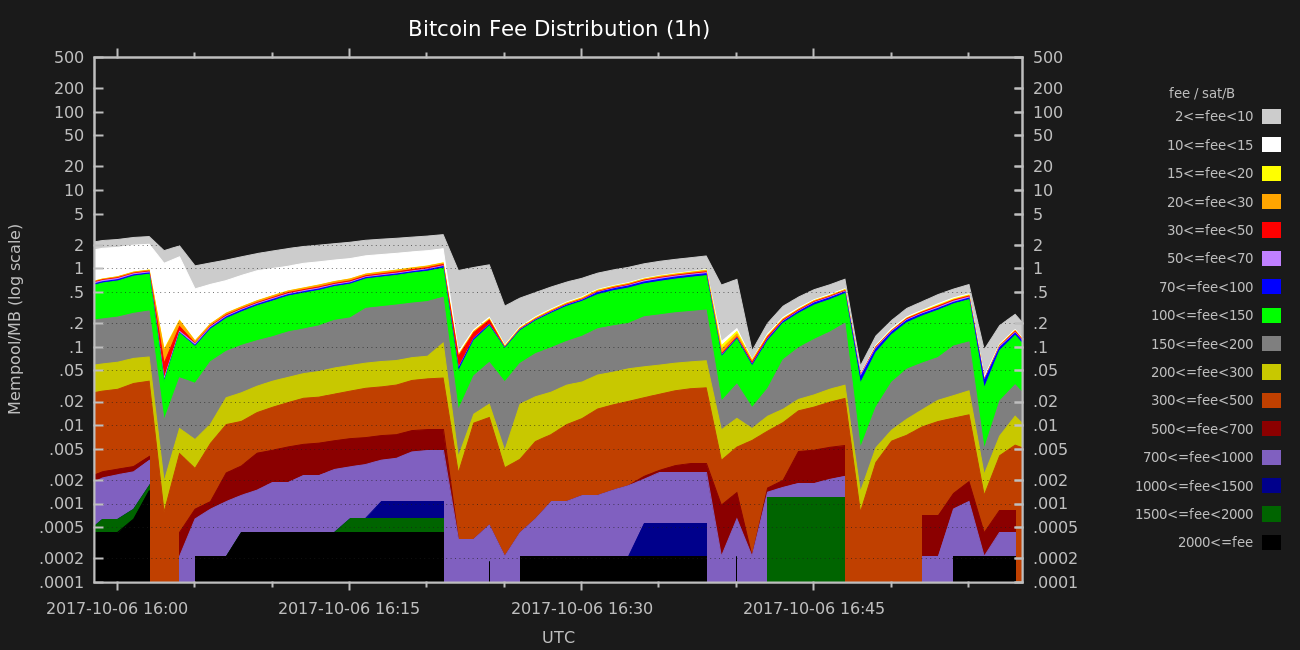 Bitcoin Fee Distribution (1h)
Mempool/MB (log scale)
500
200
100
50
20
10
5
2
1
.5
.2
.1
.05
.02
.01
.005
.002
.001
.0005
.0002
.0001
500
200
100
50
20
10
5
2
1
.5
.2
.1
.05
.02
.01
.005
.002
.001
.0005
.0002
.0001
2017-10-06 16:00 2017-10-06 16:15 2017-10-06 16:30 2017-10-06 16:45
UTC
fee / sat/B
2<=fee<10
10<=fee<15
15<=fee<20
20<=fee<30
30<=fee<50
50<=fee<70
70<=fee<100
100<=fee<150
150<=fee<200
200<=fee<300
300<=fee<500
500<=fee<700
700<=fee<1000
1000<=fee<1500
1500<=fee<2000
2000<=fee